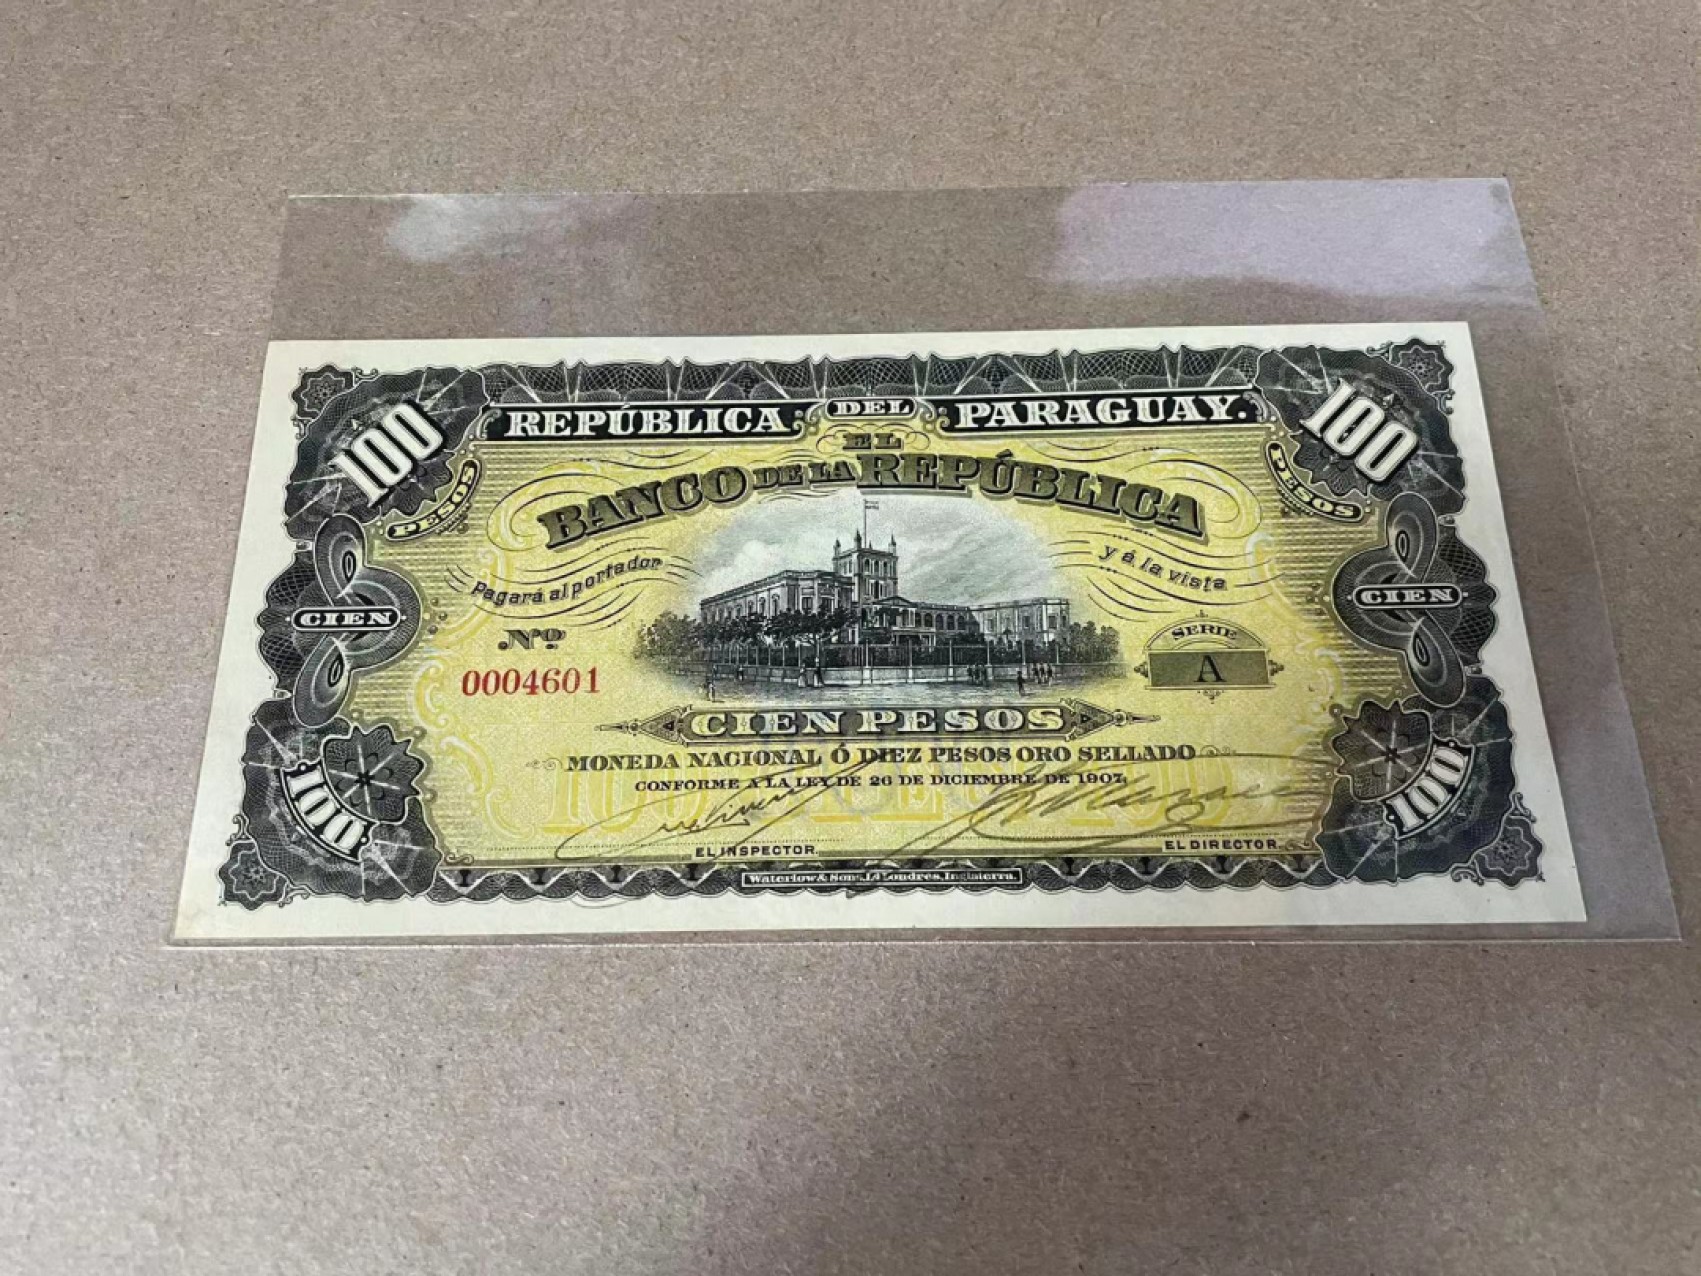 REPÚBLICA DEL PARAGUAY.
100 100
PESOS PESOS
EL
BANCO DE LA REPÚBLICA
pagará al portador y á la vista
CIEN CIEN
Nº
0004601
SERIE
A
CIEN PESOS
MONEDA NACIONAL Ó DIEZ PESOS ORO SELLADO
CONFORME A LA LEY DE 26 DE DICIEMBRE DE 1907.
100 100
100 100
EL INSPECTOR. EL DIRECTOR.
Waterlow & Sons, Ld Londres, Inglaterra.